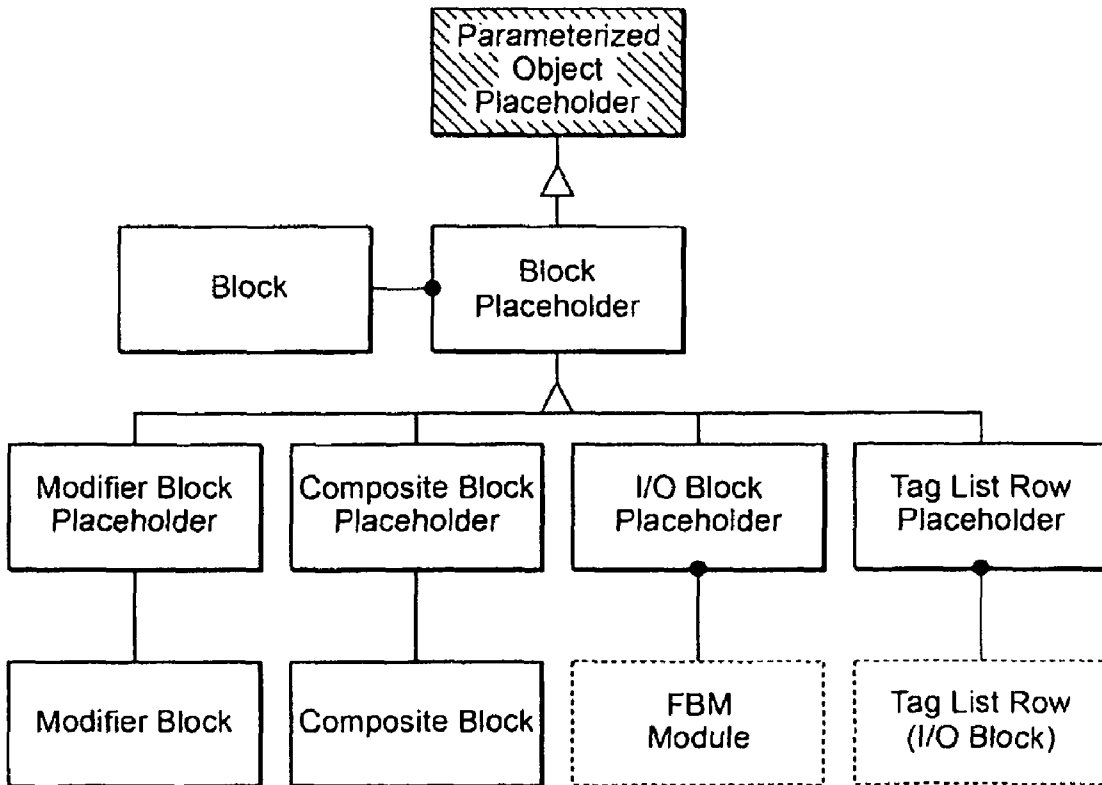 Parameterized
Object
Placeholder
Block
Block
Placeholder
Modifier Block
Placeholder
Composite Block
Placeholder
I/O Block
Placeholder
Tag List Row
Placeholder
Modifier Block
Composite Block
FBM
Module
Tag List Row
(I/O Block)